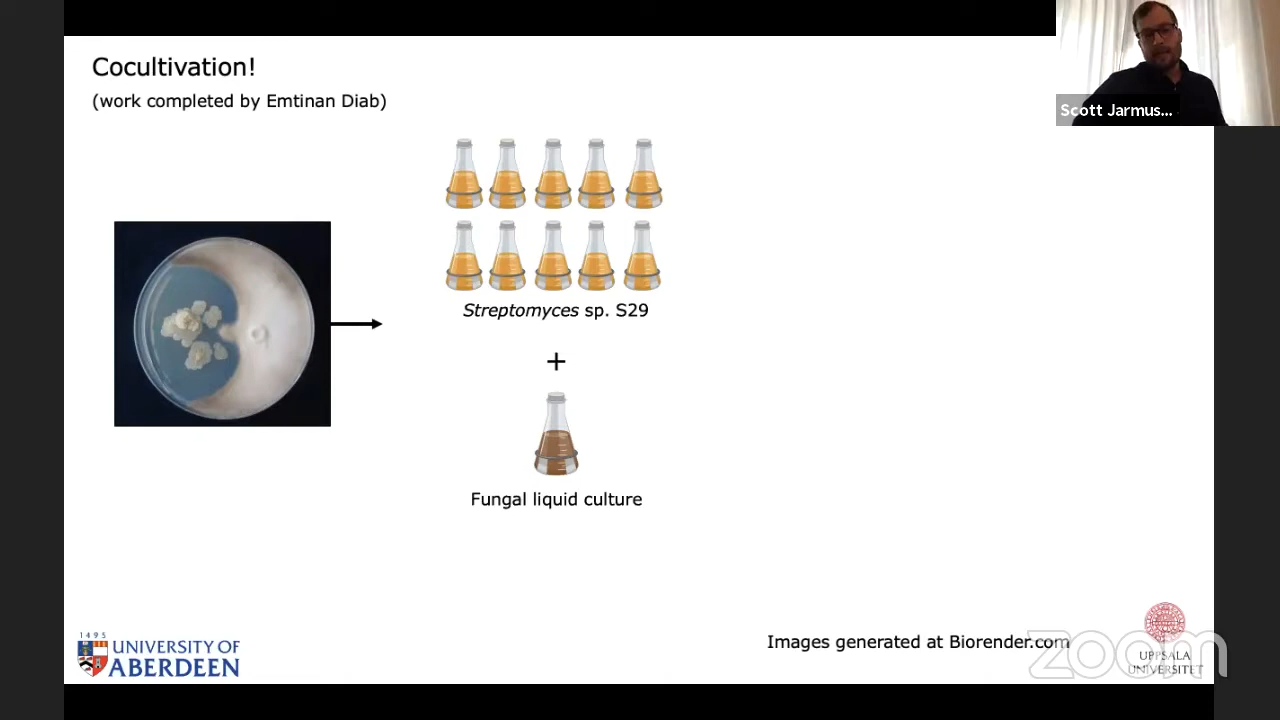 Cocultivation!
(work completed by Emtinan Diab)
Scott Jarmus...
Streptomyces sp. S29
+
Fungal liquid culture
1495
UNIVERSITY OF
ABERDEEN
Images generated at Biorender.com
UPPSALA
UNIVERSITET
zoom